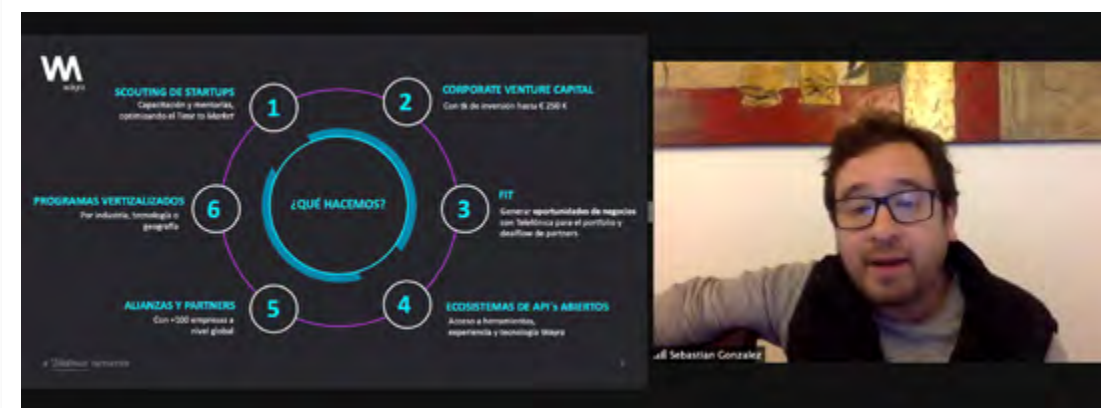 wayra
SCOUTING DE STARTUPS
Capacitación y mentorías,
optimizando el Time to Market
CORPORATE VENTURE CAPITAL
Con tk de inversión hasta € 250 €
PROGRAMAS VERTIZALIZADOS
Por industria, tecnología o
geografía
¿QUÉ HACEMOS?
FIT
Generar oportunidades de negocios
con Telefónica para el portfolio y
dealflow de partners
ALIANZAS Y PARTNERS
Con +100 empresas a
nivel global
ECOSISTEMAS DE API's ABIERTOS
Acceso a herramientas,
experiencia y tecnología Wayra
1
2
3
4
5
6
Sebastian Gonzalez